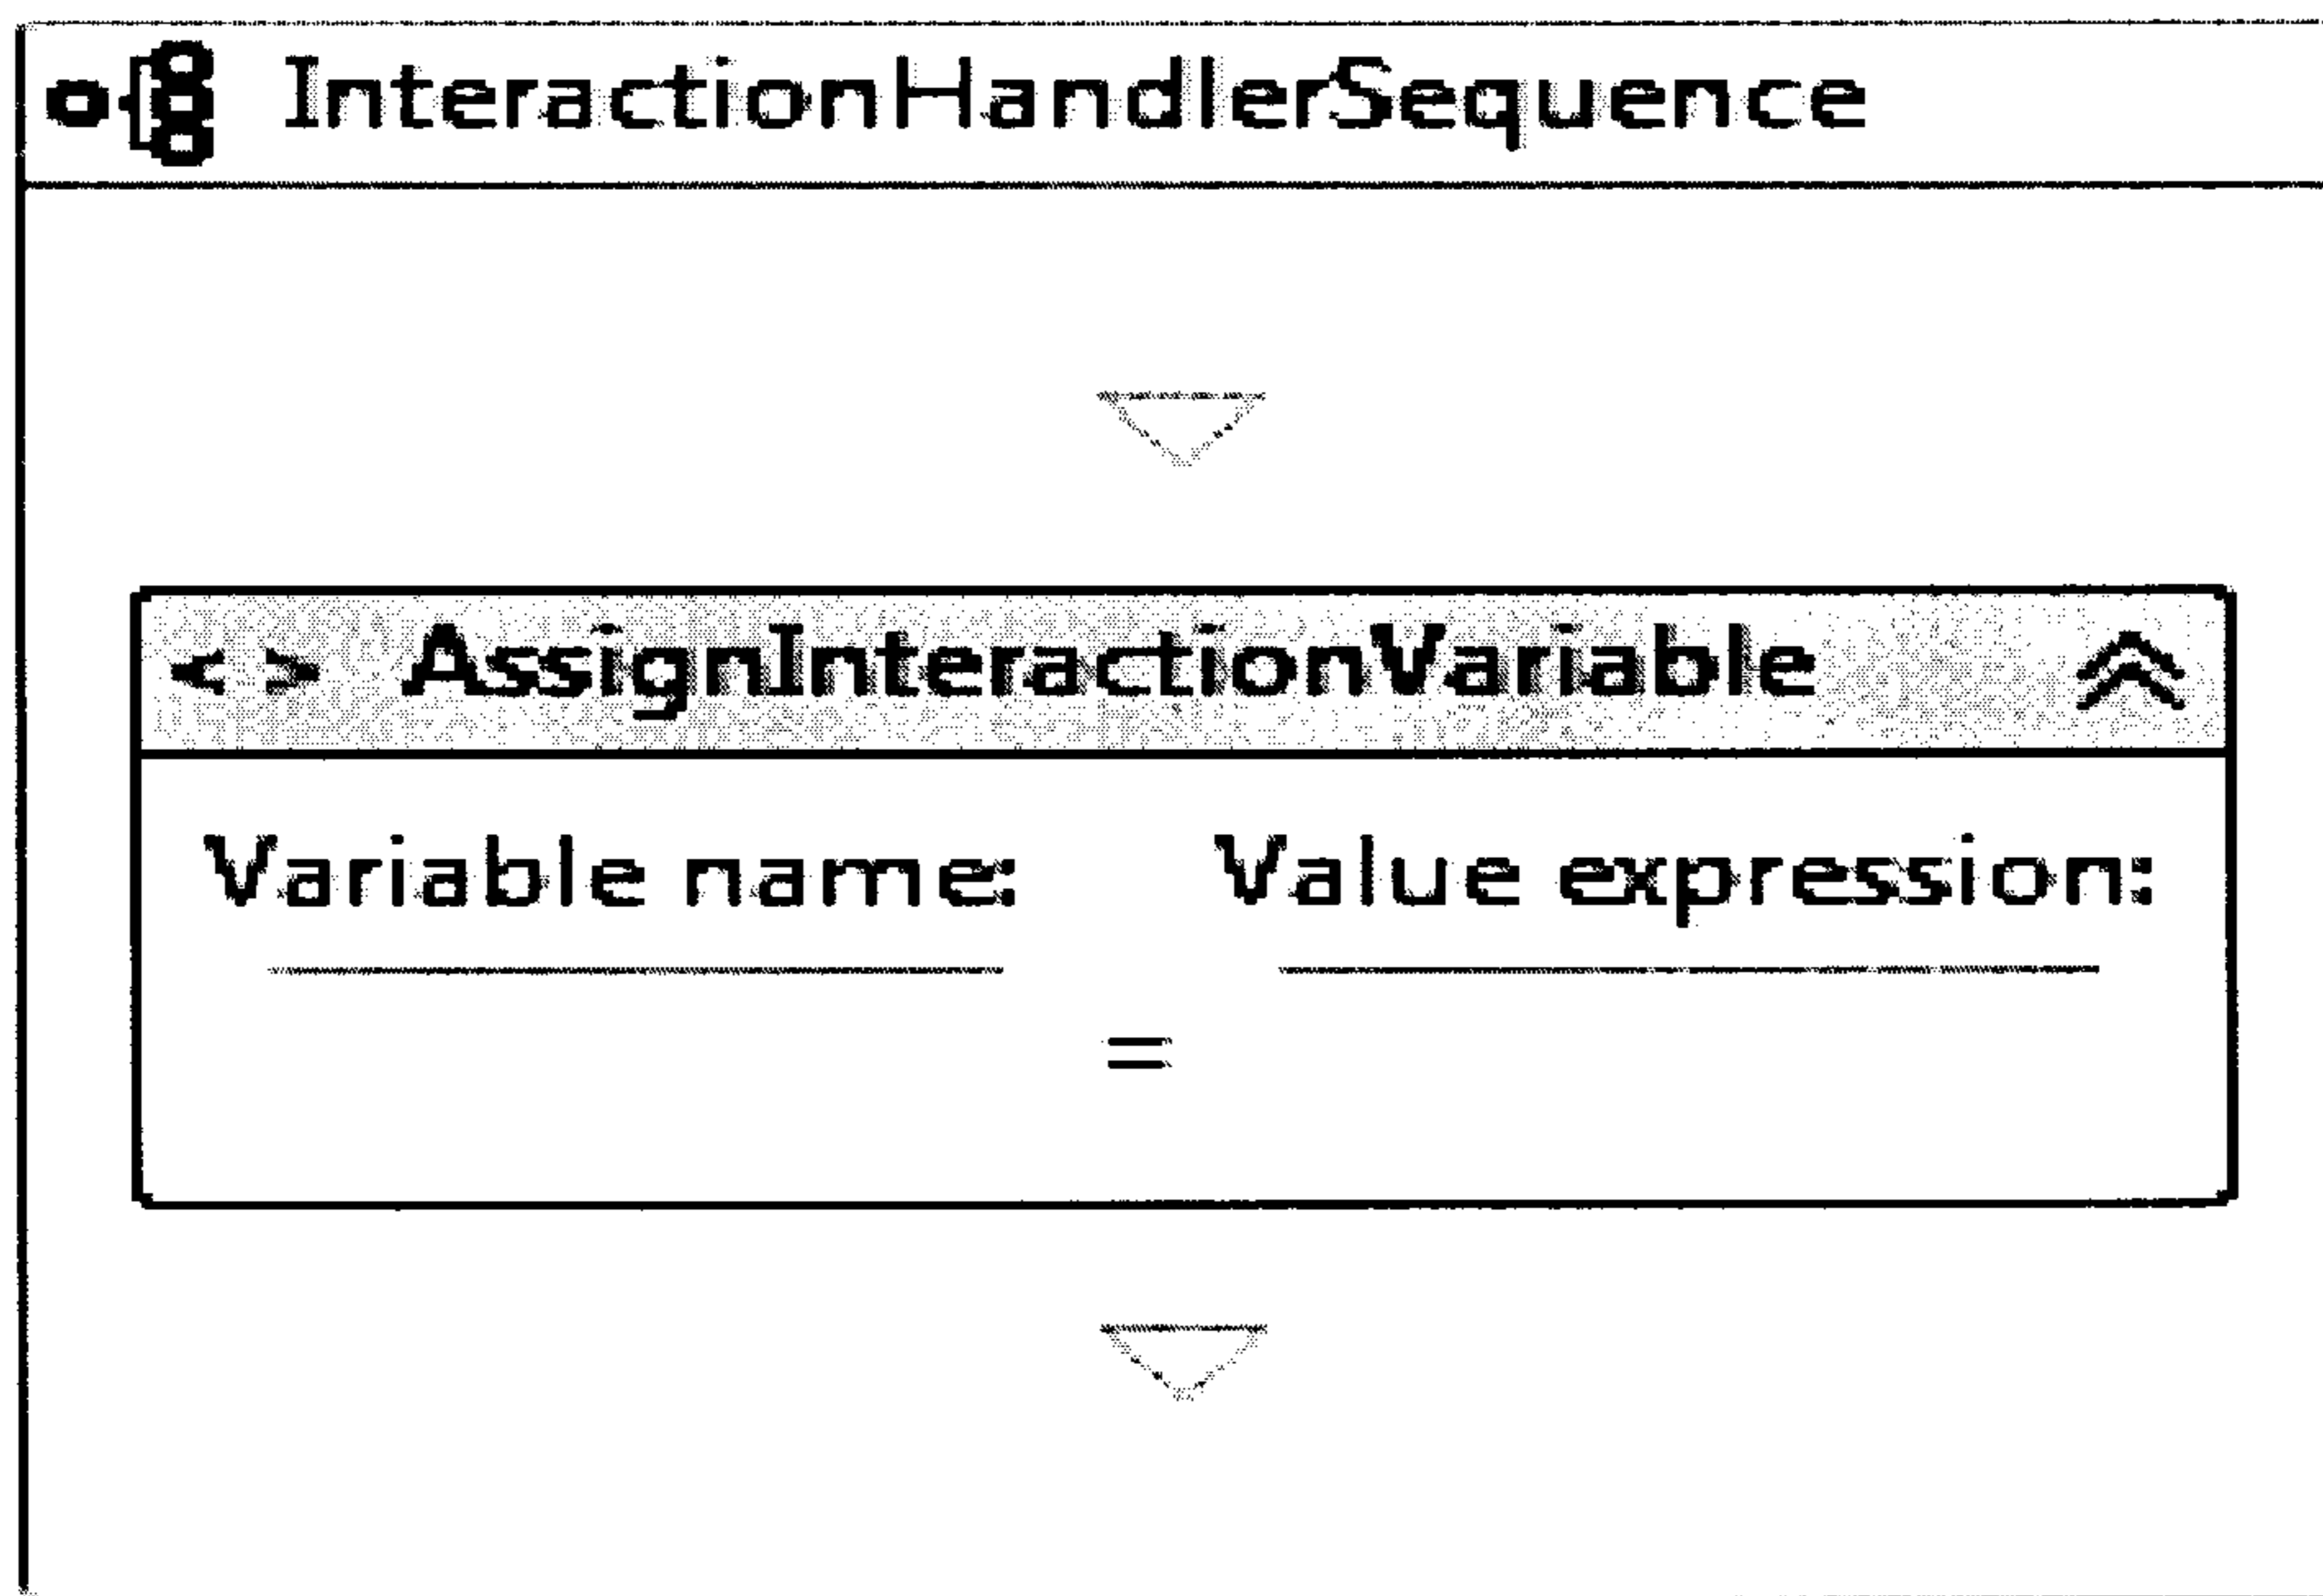 InteractionHandlerSequence
< > AssignInteractionVariable
Variable name: Value expression:
=